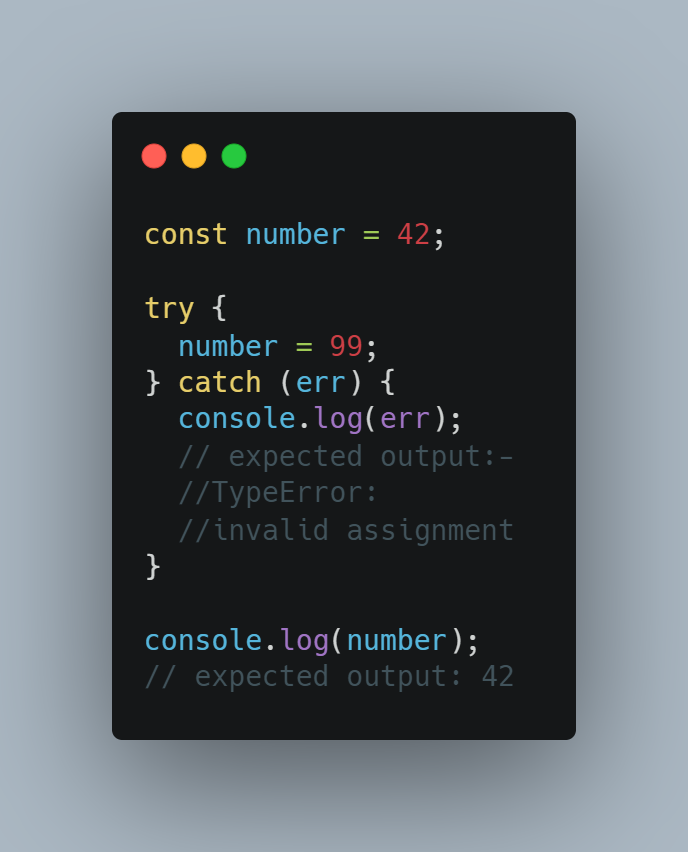 const number = 42;

try {
  number = 99;
} catch (err) {
  console.log(err);
  // expected output:-
  //TypeError:
  //invalid assignment
}

console.log(number);
// expected output: 42